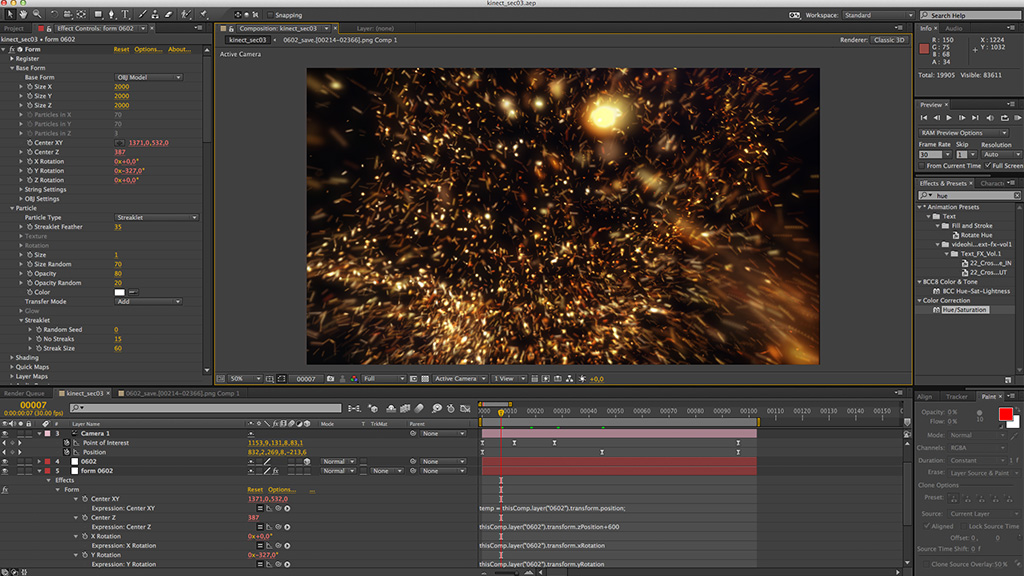 kinect_sec03.aep
Snapping
Workspace: Standard
Search Help
Project
Effect Controls: form 0602
Composition: kinect_sec03
Layer: (none)
Info
Audio
kinect_sec03 • form 0602
kinect_sec03
0602_save.[00214-02366].png Comp 1
Renderer: Classic 3D
R : 150
G : 75
B : 68
A : 34
X : 1224
Y : 1032
Total: 19905 Visible: 83611
Active Camera
Form
Reset Options... About...
Register
Base Form
Base Form OBJ Model
Size X 2000
Size Y 2000
Size Z 2000
Particles in X 70
Particles in Y 70
Particles in Z 3
Center XY 1371,0,532,0
Center Z 387
X Rotation 0x+0,0°
Y Rotation 0x-327,0°
Z Rotation 0x+0,0°
String Settings
OBJ Settings
Particle
Particle Type Streaklet
Streaklet Feather 35
Texture
Rotation
Size 1
Size Random 70
Opacity 80
Opacity Random 20
Color
Transfer Mode Add
Glow
Streaklet
Random Seed 0
No Streaks 15
Streak Size 60
Shading
Quick Maps
Layer Maps
Preview
RAM Preview Options
Frame Rate Skip Resolution
30 1 Auto
From Current Time Full Screen
Effects & Presets
Charact
hue
* Animation Presets
Text
Fill and Stroke
Rotate Hue
videohi...ext-fx-vol1
Text_FX_Vol.1
22_Cros...e_IN
22_Cros...UT
BCC8 Color & Tone
BCC Hue-Sat-Lightness
Color Correction
Hue/Saturation
50%
00007
Full
Active Camera
1 View
+0,0
Render Queue
kinect_sec03
0602_save.[00214-02366].png Comp 1
00007
0:00:00:07 (30.00 fps)
0000 00010 00020 00030 00040 00050 00060 00070 00080 00090 00100 00110 00120 00130 00140 00150
# Layer Name Mode T TrkMat Parent
3 Camera 1 None
Point of Interest 1153,9,131,8,83,1
Position 832,2,269,8,-213,6
4 0602 Normal None
5 form 0602 Normal None None
Effects
Form Reset Options... ...
Center XY 1371,0,532,0
Expression: Center XY temp = thisComp.layer("0602").transform.position;
Center Z 387
Expression: Center Z thisComp.layer("0602").transform.zPosition+600
X Rotation 0x+0,0°
Expression: X Rotation thisComp.layer("0602").transform.xRotation
Y Rotation 0x-327,0°
Expression: Y Rotation thisComp.layer("0602").transform.yRotation
Align
Tracker
Paint
Opacity: 0 %
Flow: 0 %
Mode: Normal
Channels: RGBA
Duration: Constant 1 f
Erase: Layer Source & Paint
Clone Options
Preset:
Source: Current Layer
Aligned Lock Source Time
Offset: 0 , 0
Source Time Shift: 0 f
Clone Source Overlay: 50 %